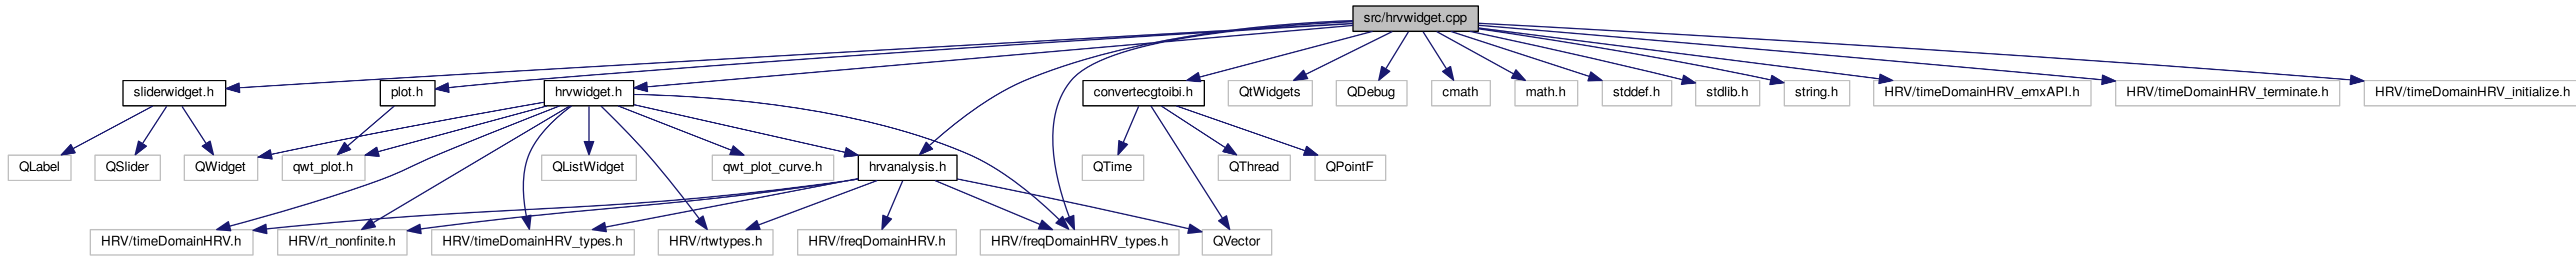 src/hrvwidget.cpp
sliderwidget.h
plot.h
hrvwidget.h
convertecgtoibi.h
QtWidgets
QDebug
cmath
math.h
stddef.h
stdlib.h
string.h
HRV/timeDomainHRV_emxAPI.h
HRV/timeDomainHRV_terminate.h
HRV/timeDomainHRV_initialize.h
QLabel
QSlider
QWidget
qwt_plot.h
QListWidget
qwt_plot_curve.h
hrvanalysis.h
QTime
QThread
QPointF
HRV/timeDomainHRV.h
HRV/rt_nonfinite.h
HRV/timeDomainHRV_types.h
HRV/rtwtypes.h
HRV/freqDomainHRV.h
HRV/freqDomainHRV_types.h
QVector